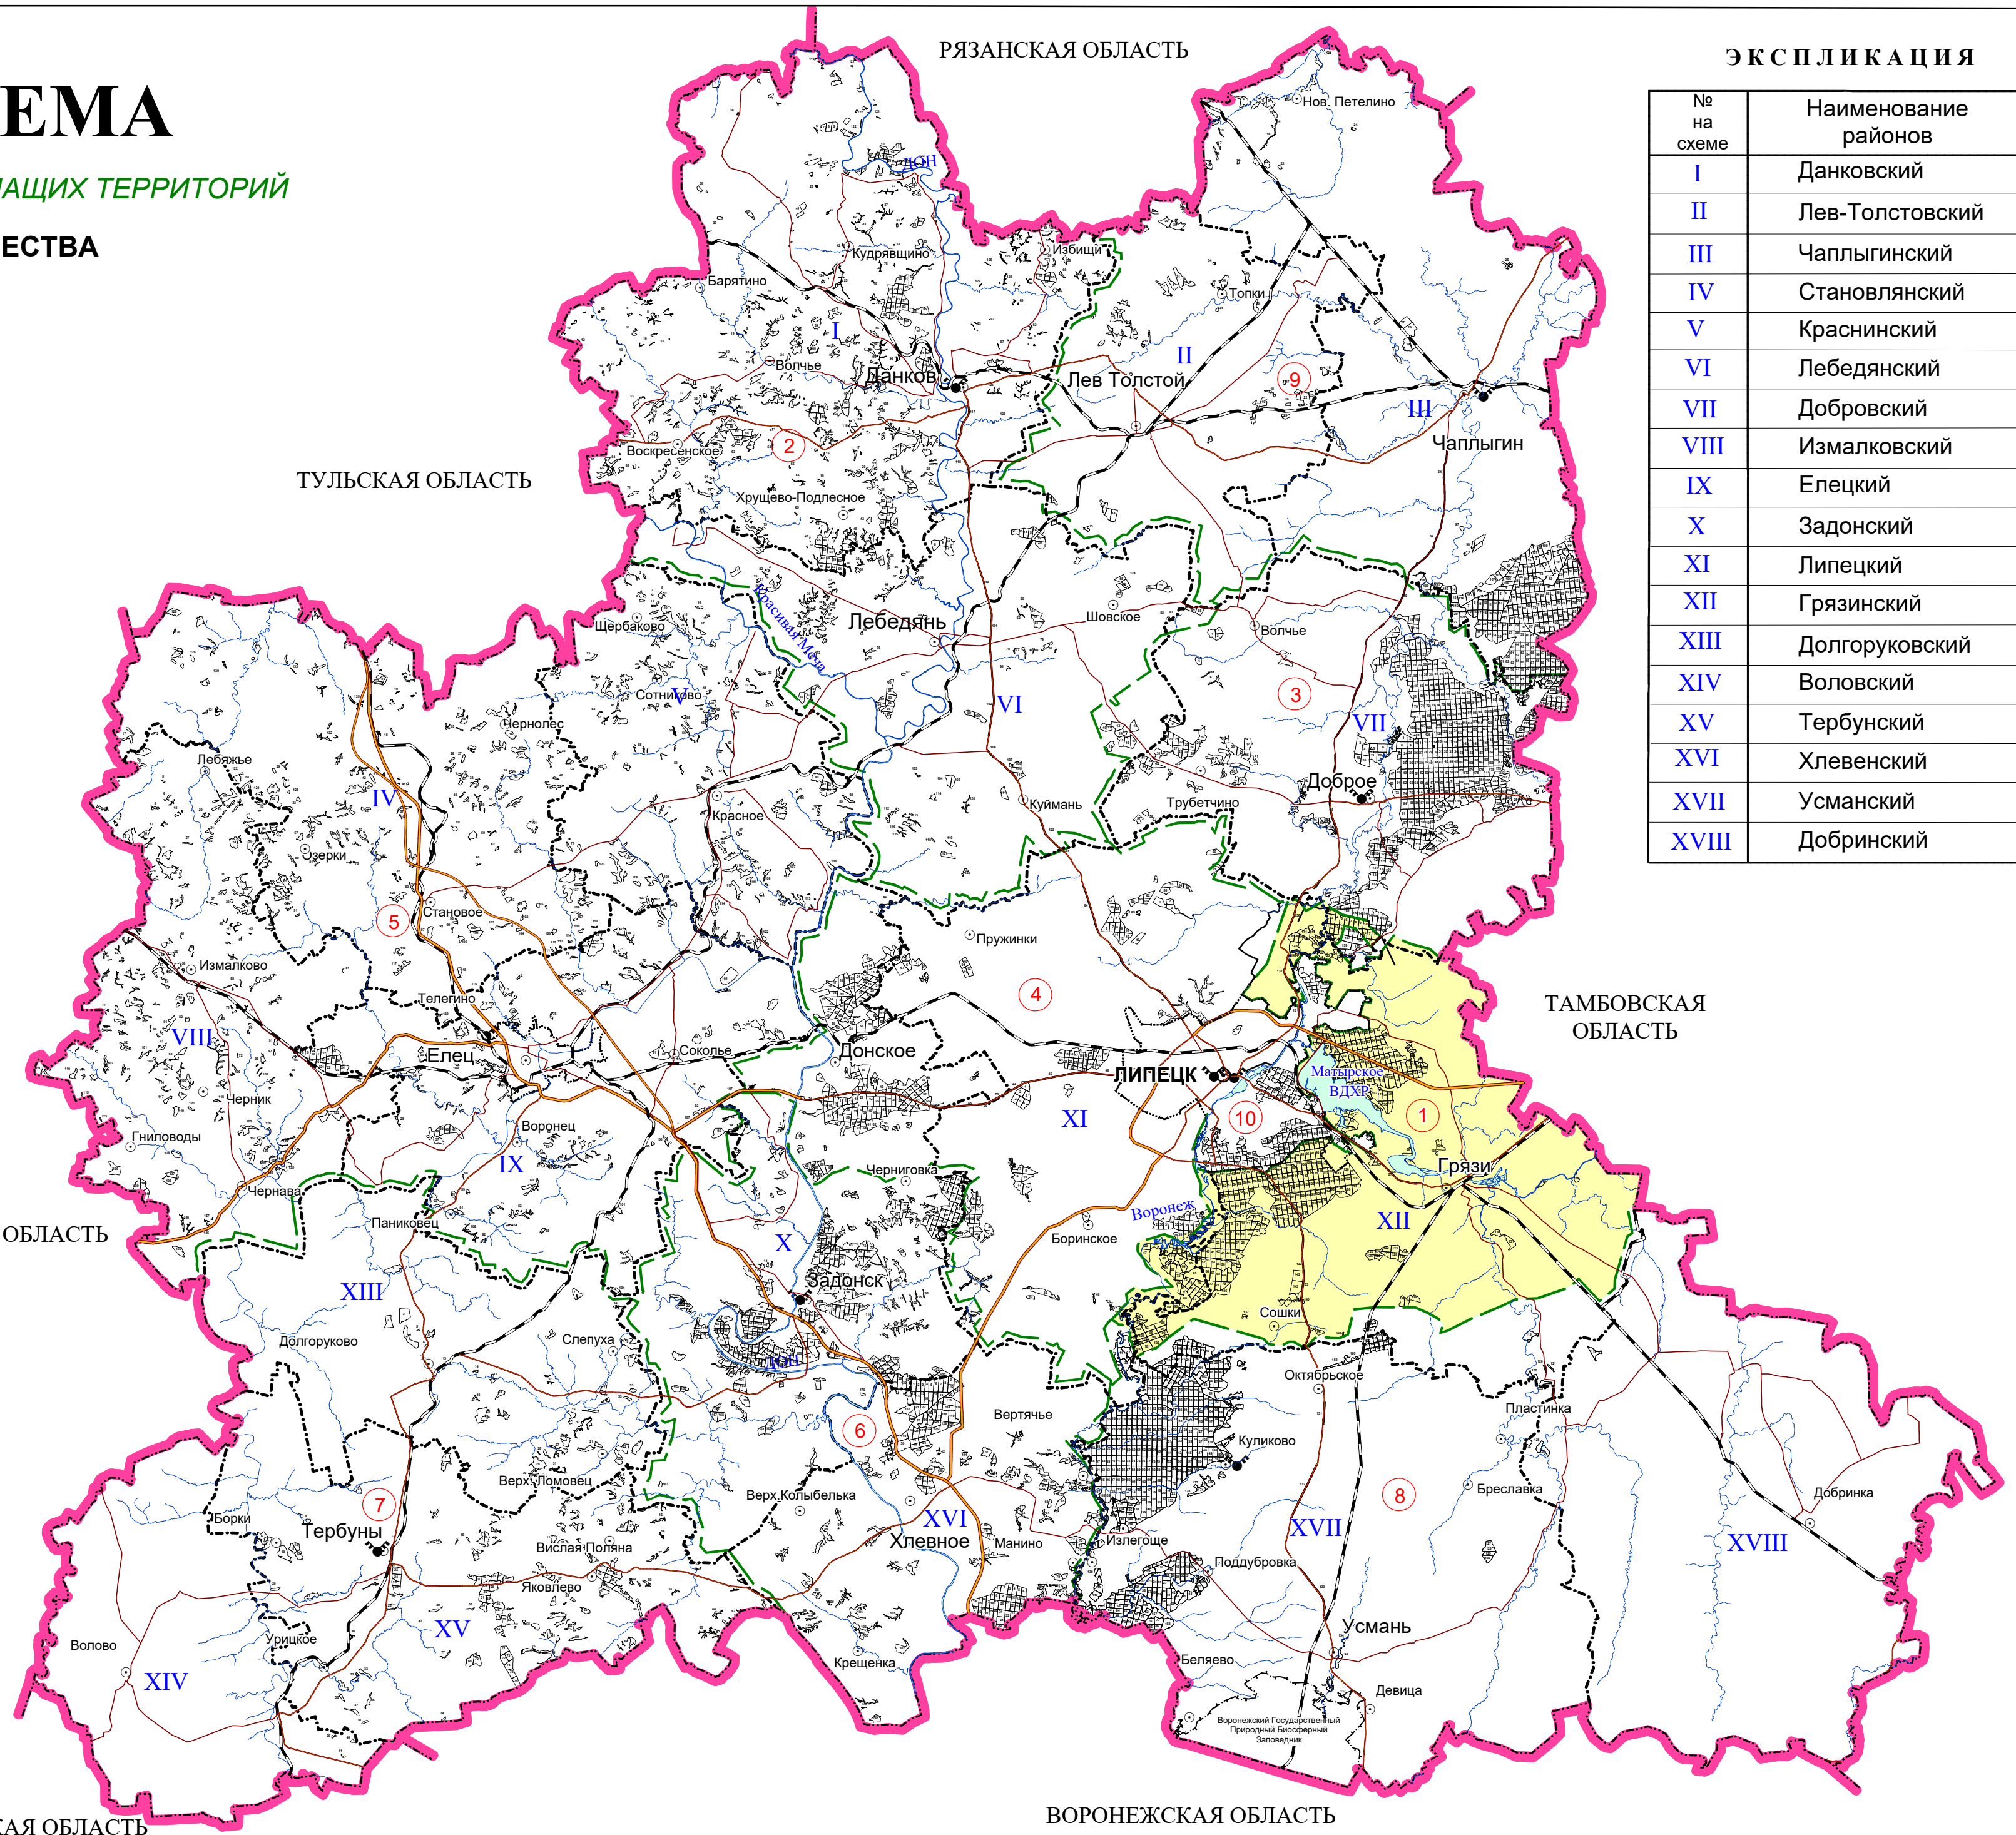 РЯЗАНСКАЯ ОБЛАСТЬ
ЕМА
АЩИХ ТЕРРИТОРИЙ
ЕСТВА
ЭКСПЛИКАЦИЯ
№ на схеме Наименование районов
I Данковский
II Лев-Толстовский
III Чаплыгинский
IV Становлянский
V Краснинский
VI Лебедянский
VII Добровский
VIII Измалковский
IX Елецкий
X Задонский
XI Липецкий
XII Грязинский
XIII Долгоруковский
XIV Воловский
XV Тербунский
XVI Хлевенский
XVII Усманский
XVIII Добринский
Нов. Петелино
ДОН
Кудрявщино
Избищи
Барятино
Топки
I
II
Волчье
Данков
Лев Толстой
9
III
Чаплыгин
Воскресенское
2
ТУЛЬСКАЯ ОБЛАСТЬ
Хрущево-Подлесное
Красивая Меча
Щербаково
Лебедянь
Шовское
Волчье
Сотниково
V
VI
3
VII
Чернолес
Лебяжье
IV
Красное
Куймань
Трубетчино
Доброе
Озерки
5
Становое
Пружинки
Измалково
Телегино
4
ТАМБОВСКАЯ
ОБЛАСТЬ
VIII
Елец
Соколье
Донское
ЛИПЕЦК
Матырское
ВДХР
Черник
XI
10
1
Гниловоды
Воронец
IX
Черниговка
Грязи
Чернава
Паниковец
Воронеж
XII
ОБЛАСТЬ
X
Боринское
XIII
Задонск
Сошки
Долгоруково
Слепуха
ДОН
Октябрьское
6
Вертячье
Пластинка
Куликово
Верх. Ломовец
Верх.Колыбелька
8
Бреславка
Добринка
7
Борки
Тербуны
XVI
XVII
XVIII
Вислая Поляна
Хлевное
Манино
Излегоще
Поддубровка
Яковлево
XV
Усмань
Волово
Урицкое
Крещенка
Беляево
XIV
Девица
Воронежский Государственный
Природный Биосферный
Заповедник
ВОРОНЕЖСКАЯ ОБЛАСТЬ
КАЯ ОБЛАСТЬ